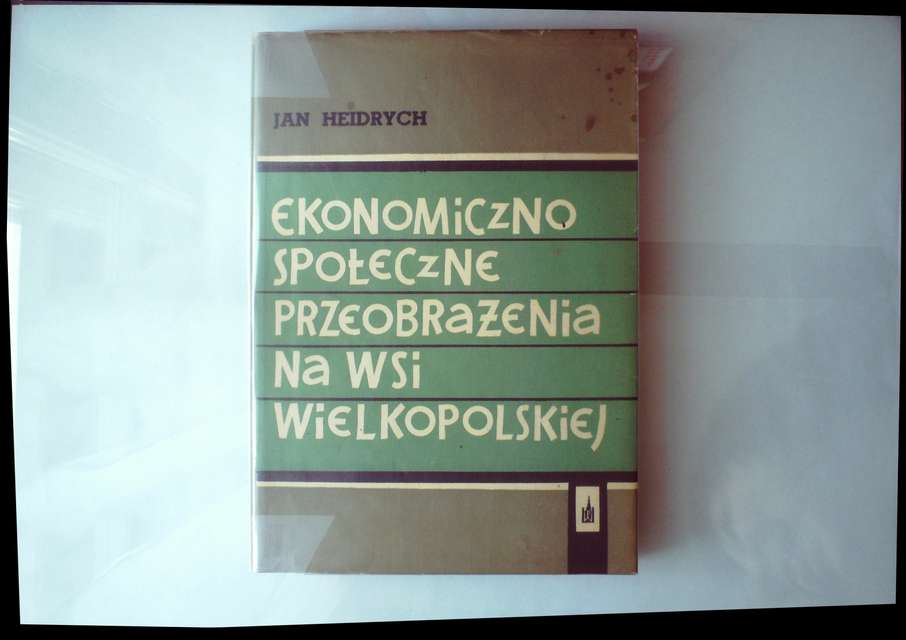 JAN HEIDRYCH
EKONOMiCZNO
SPOŁECZNE
PRZEOBRAŻENia
Na WSi
WiELKOPOLSKiEJ